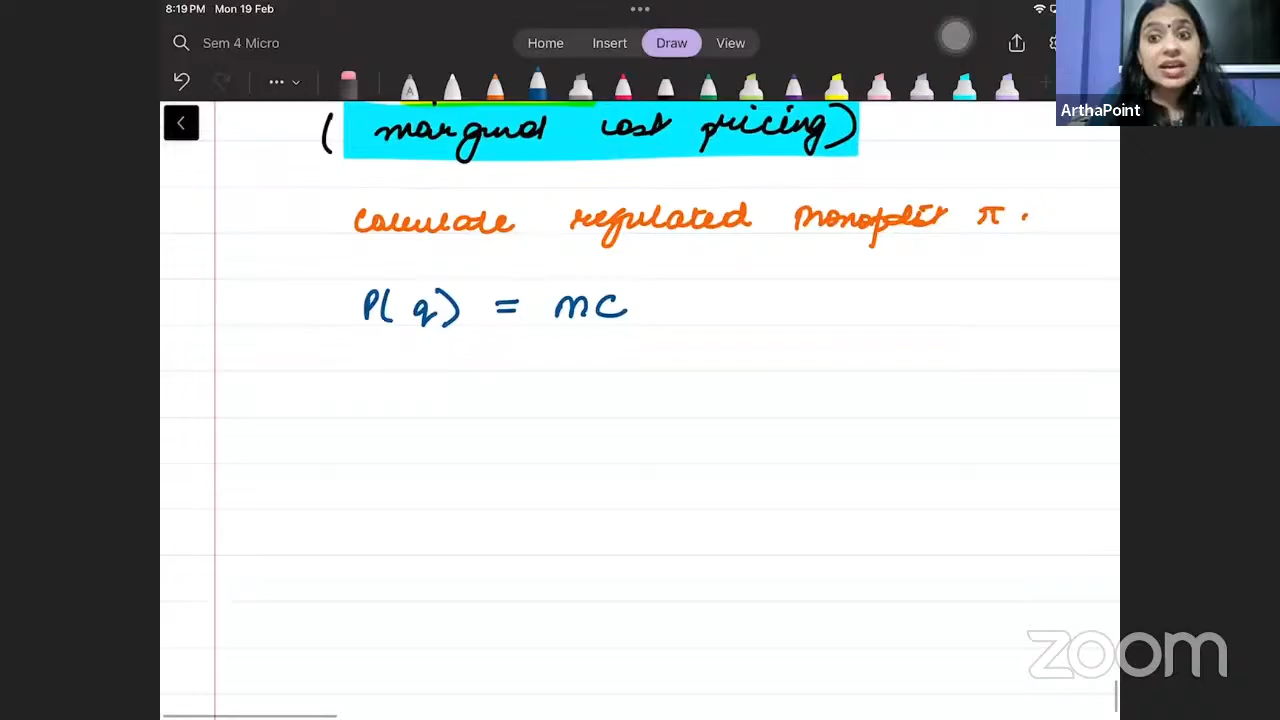 8:19 PM Mon 19 Feb
Sem 4 Micro
Home Insert Draw View
ArthaPoint
(marginal cost pricing)
calculate regulated monoplist π.
P(q) = MC
zoom